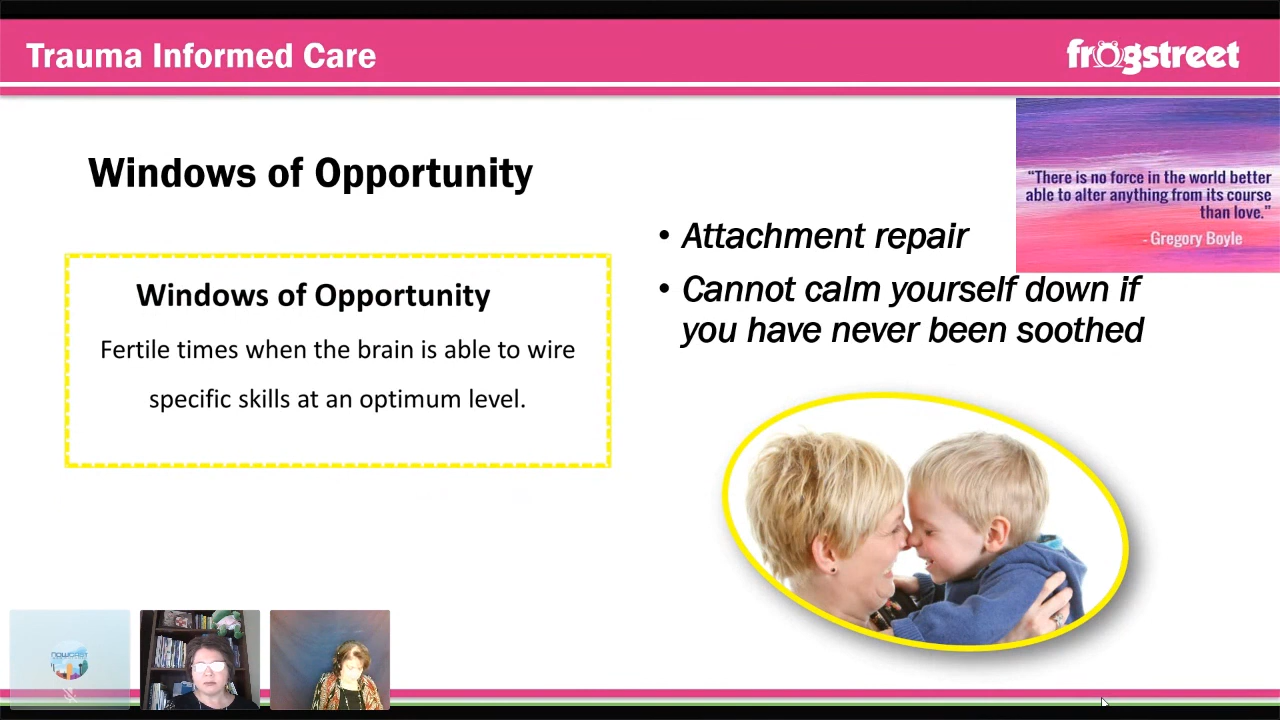 Trauma Informed Care
frogstreet
Windows of Opportunity
“There is no force in the world better
able to alter anything from its course
than love.”
- Gregory Boyle
• Attachment repair
• Cannot calm yourself down if
you have never been soothed
Windows of Opportunity
Fertile times when the brain is able to wire
specific skills at an optimum level.